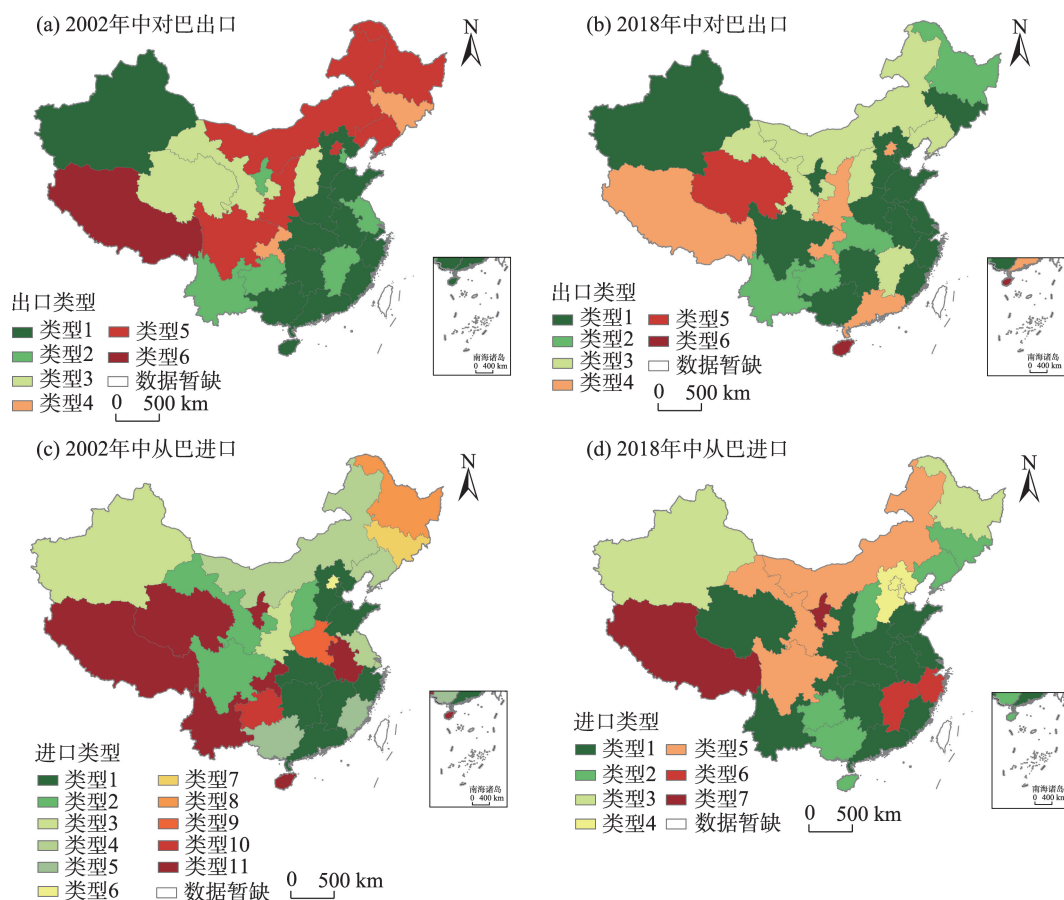 (a) 2002年中对巴出口
N
出口类型
类型1
类型2
类型3
类型4
类型5
类型6
数据暂缺
0 500 km
南海诸岛
0 400 km
(b) 2018年中对巴出口
N
出口类型
类型1
类型2
类型3
类型4
类型5
类型6
数据暂缺
0 500 km
南海诸岛
0 400 km
(c) 2002年中从巴进口
N
进口类型
类型1
类型2
类型3
类型4
类型5
类型6
类型7
类型8
类型9
类型10
类型11
数据暂缺
0 500 km
南海诸岛
0 400 km
(d) 2018年中从巴进口
N
进口类型
类型1
类型2
类型3
类型4
类型5
类型6
类型7
数据暂缺
0 500 km
南海诸岛
0 400 km